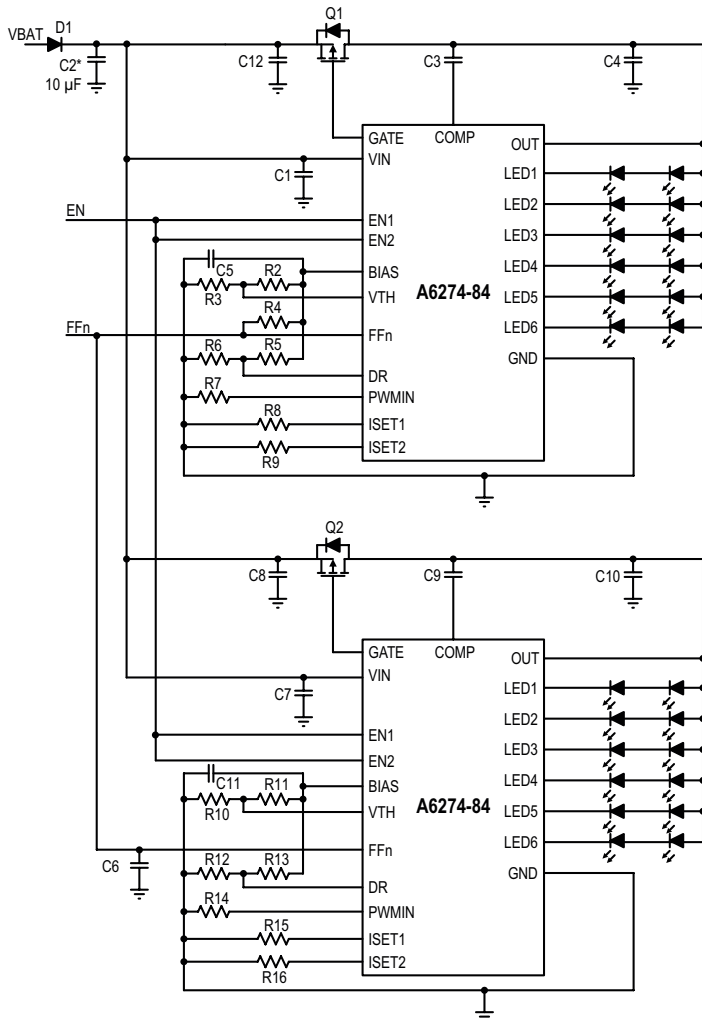 VBAT D1 Q1
C2* C12 C3 C4
10 µF
GATE COMP OUT
VIN
C1 LED1
LED2
EN EN1
EN2 LED3
C5 R2 BIAS A6274-84 LED4
R3 VTH
R4 LED5
FFn FFn LED6
R6 R5 GND
DR
R7 PWMIN
R8 ISET1
R9 ISET2
Q2
C8 C9 C10
GATE COMP OUT
VIN
C7 LED1
LED2
EN1 LED3
EN2
C11 R11 BIAS LED4
R10 VTH A6274-84 LED5
FFn LED6
C6 R12 R13 GND
DR
R14 PWMIN
R15 ISET1
R16 ISET2